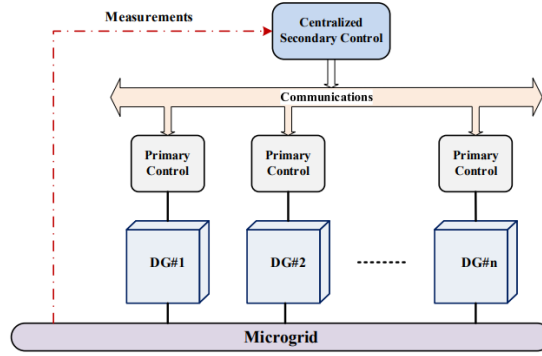 Measurements
Centralized
Secondary Control
Communications
Primary
Control
Primary
Control
Primary
Control
DG#1
DG#2
DG#n
Microgrid